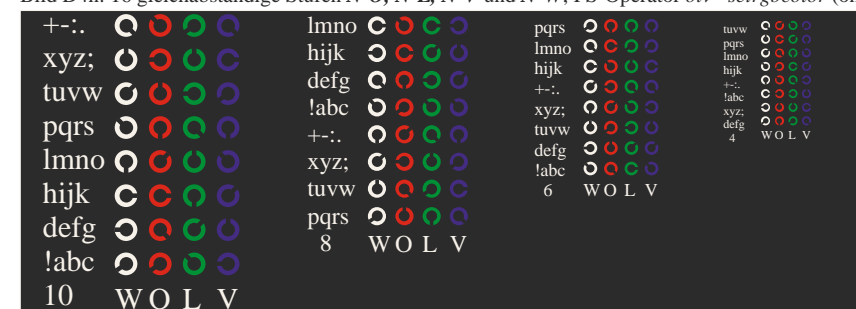 +-:.
xyz;
tuvw
pqrs
lmno
hijk
defg
!abc
10 W O L V
lmno
hijk
defg
!abc
+-:.
xyz;
tuvw
pqrs
8 W O L V
pqrs
lmno
hijk
+-:.
xyz;
tuvw
defg
!abc
6 W O L V
tuvw
pqrs
lmno
hijk
+-:.
!abc
xyz;
defg
4 W O L V